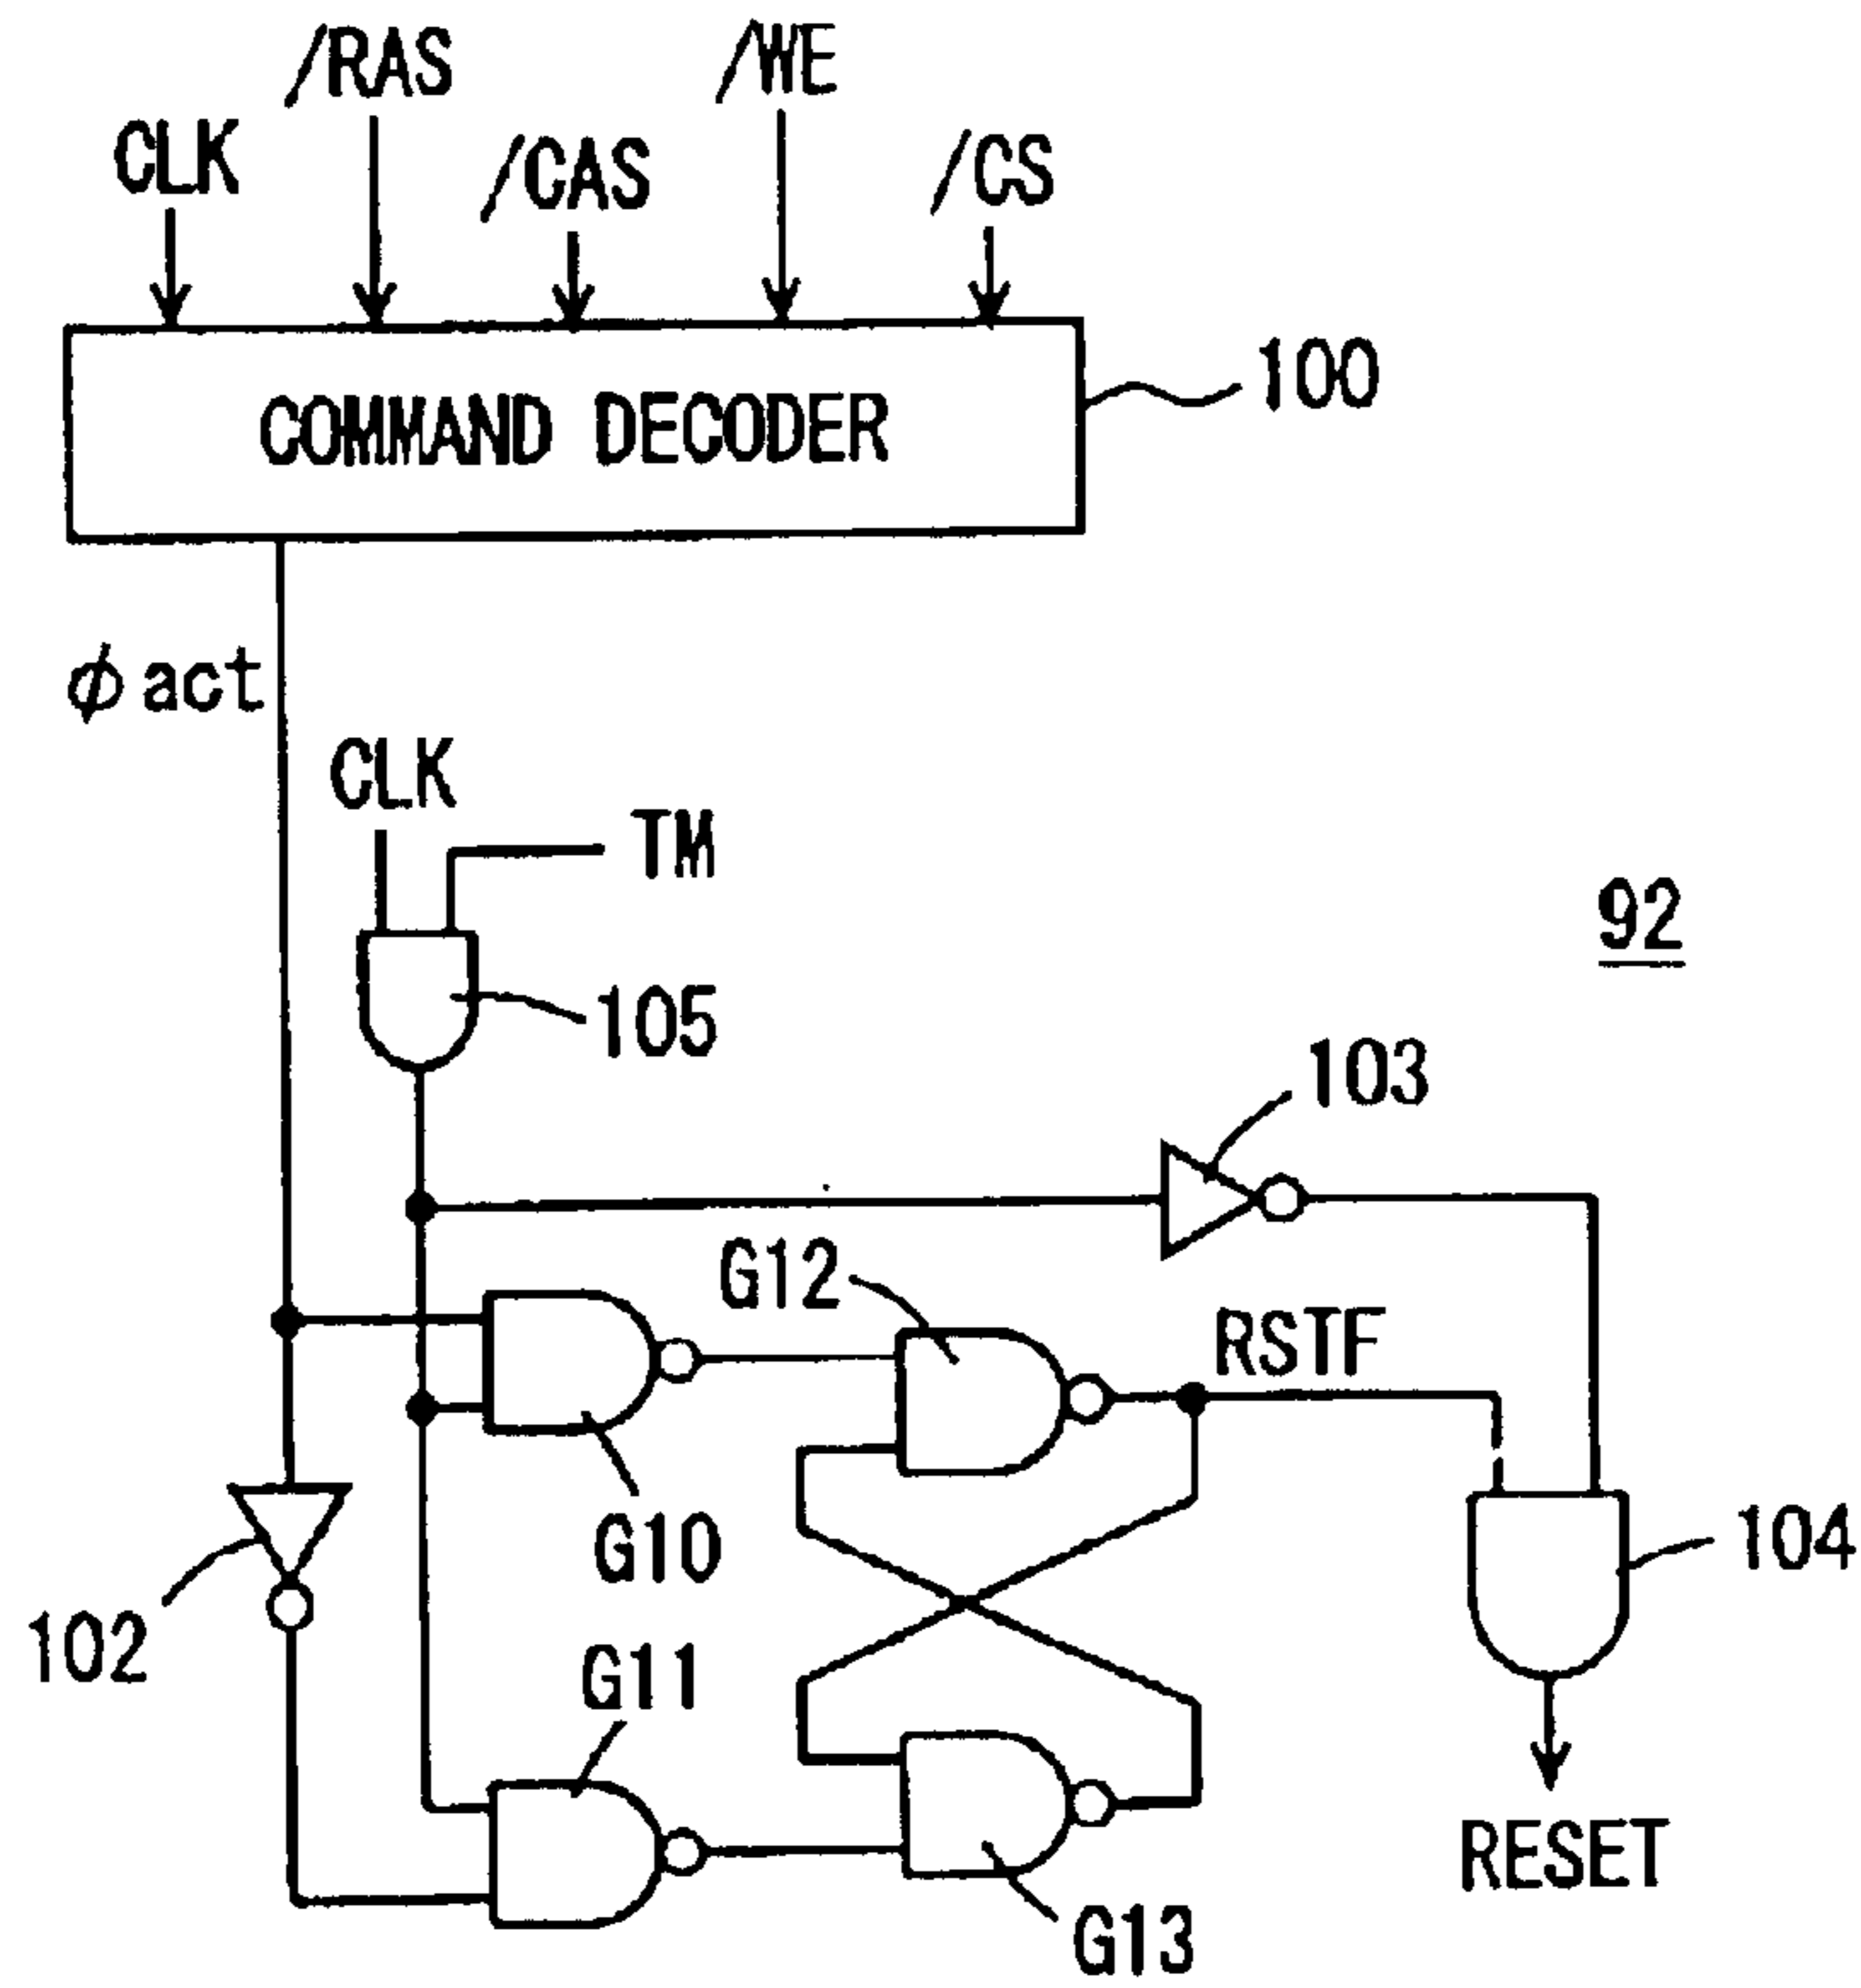 /RAS
/WE
CLK
/CAS
/CS
COMMAND DECODER
100
φact
CLK
TM
92
105
103
G12
RSTF
G10
104
102
G11
RESET
G13